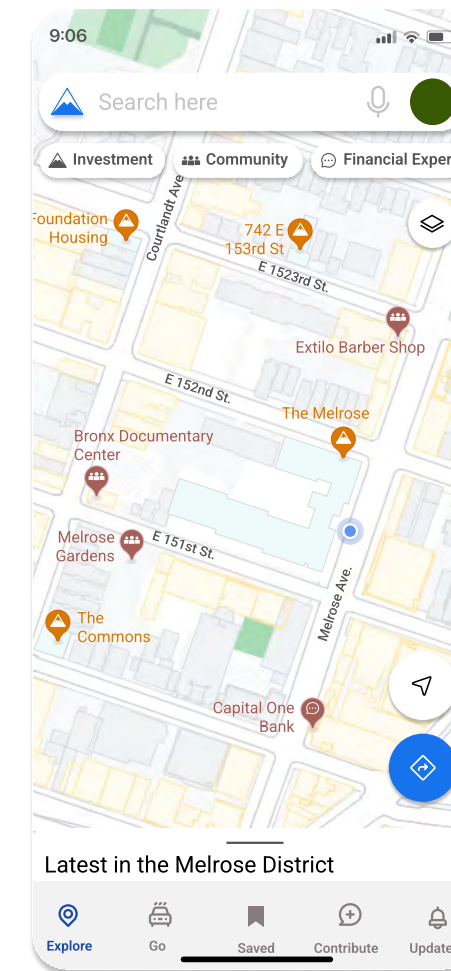 9:06
Search here
Investment
Community
Financial Exper
Courtlandt Ave
Foundation
Housing
742 E
153rd St
E 1523rd St.
Extilo Barber Shop
E 152nd St.
The Melrose
Bronx Documentary
Center
Melrose
Gardens
E 151st St.
Melrose Ave.
The
Commons
Capital One
Bank
Latest in the Melrose District
Explore
Go
Saved
Contribute
Update